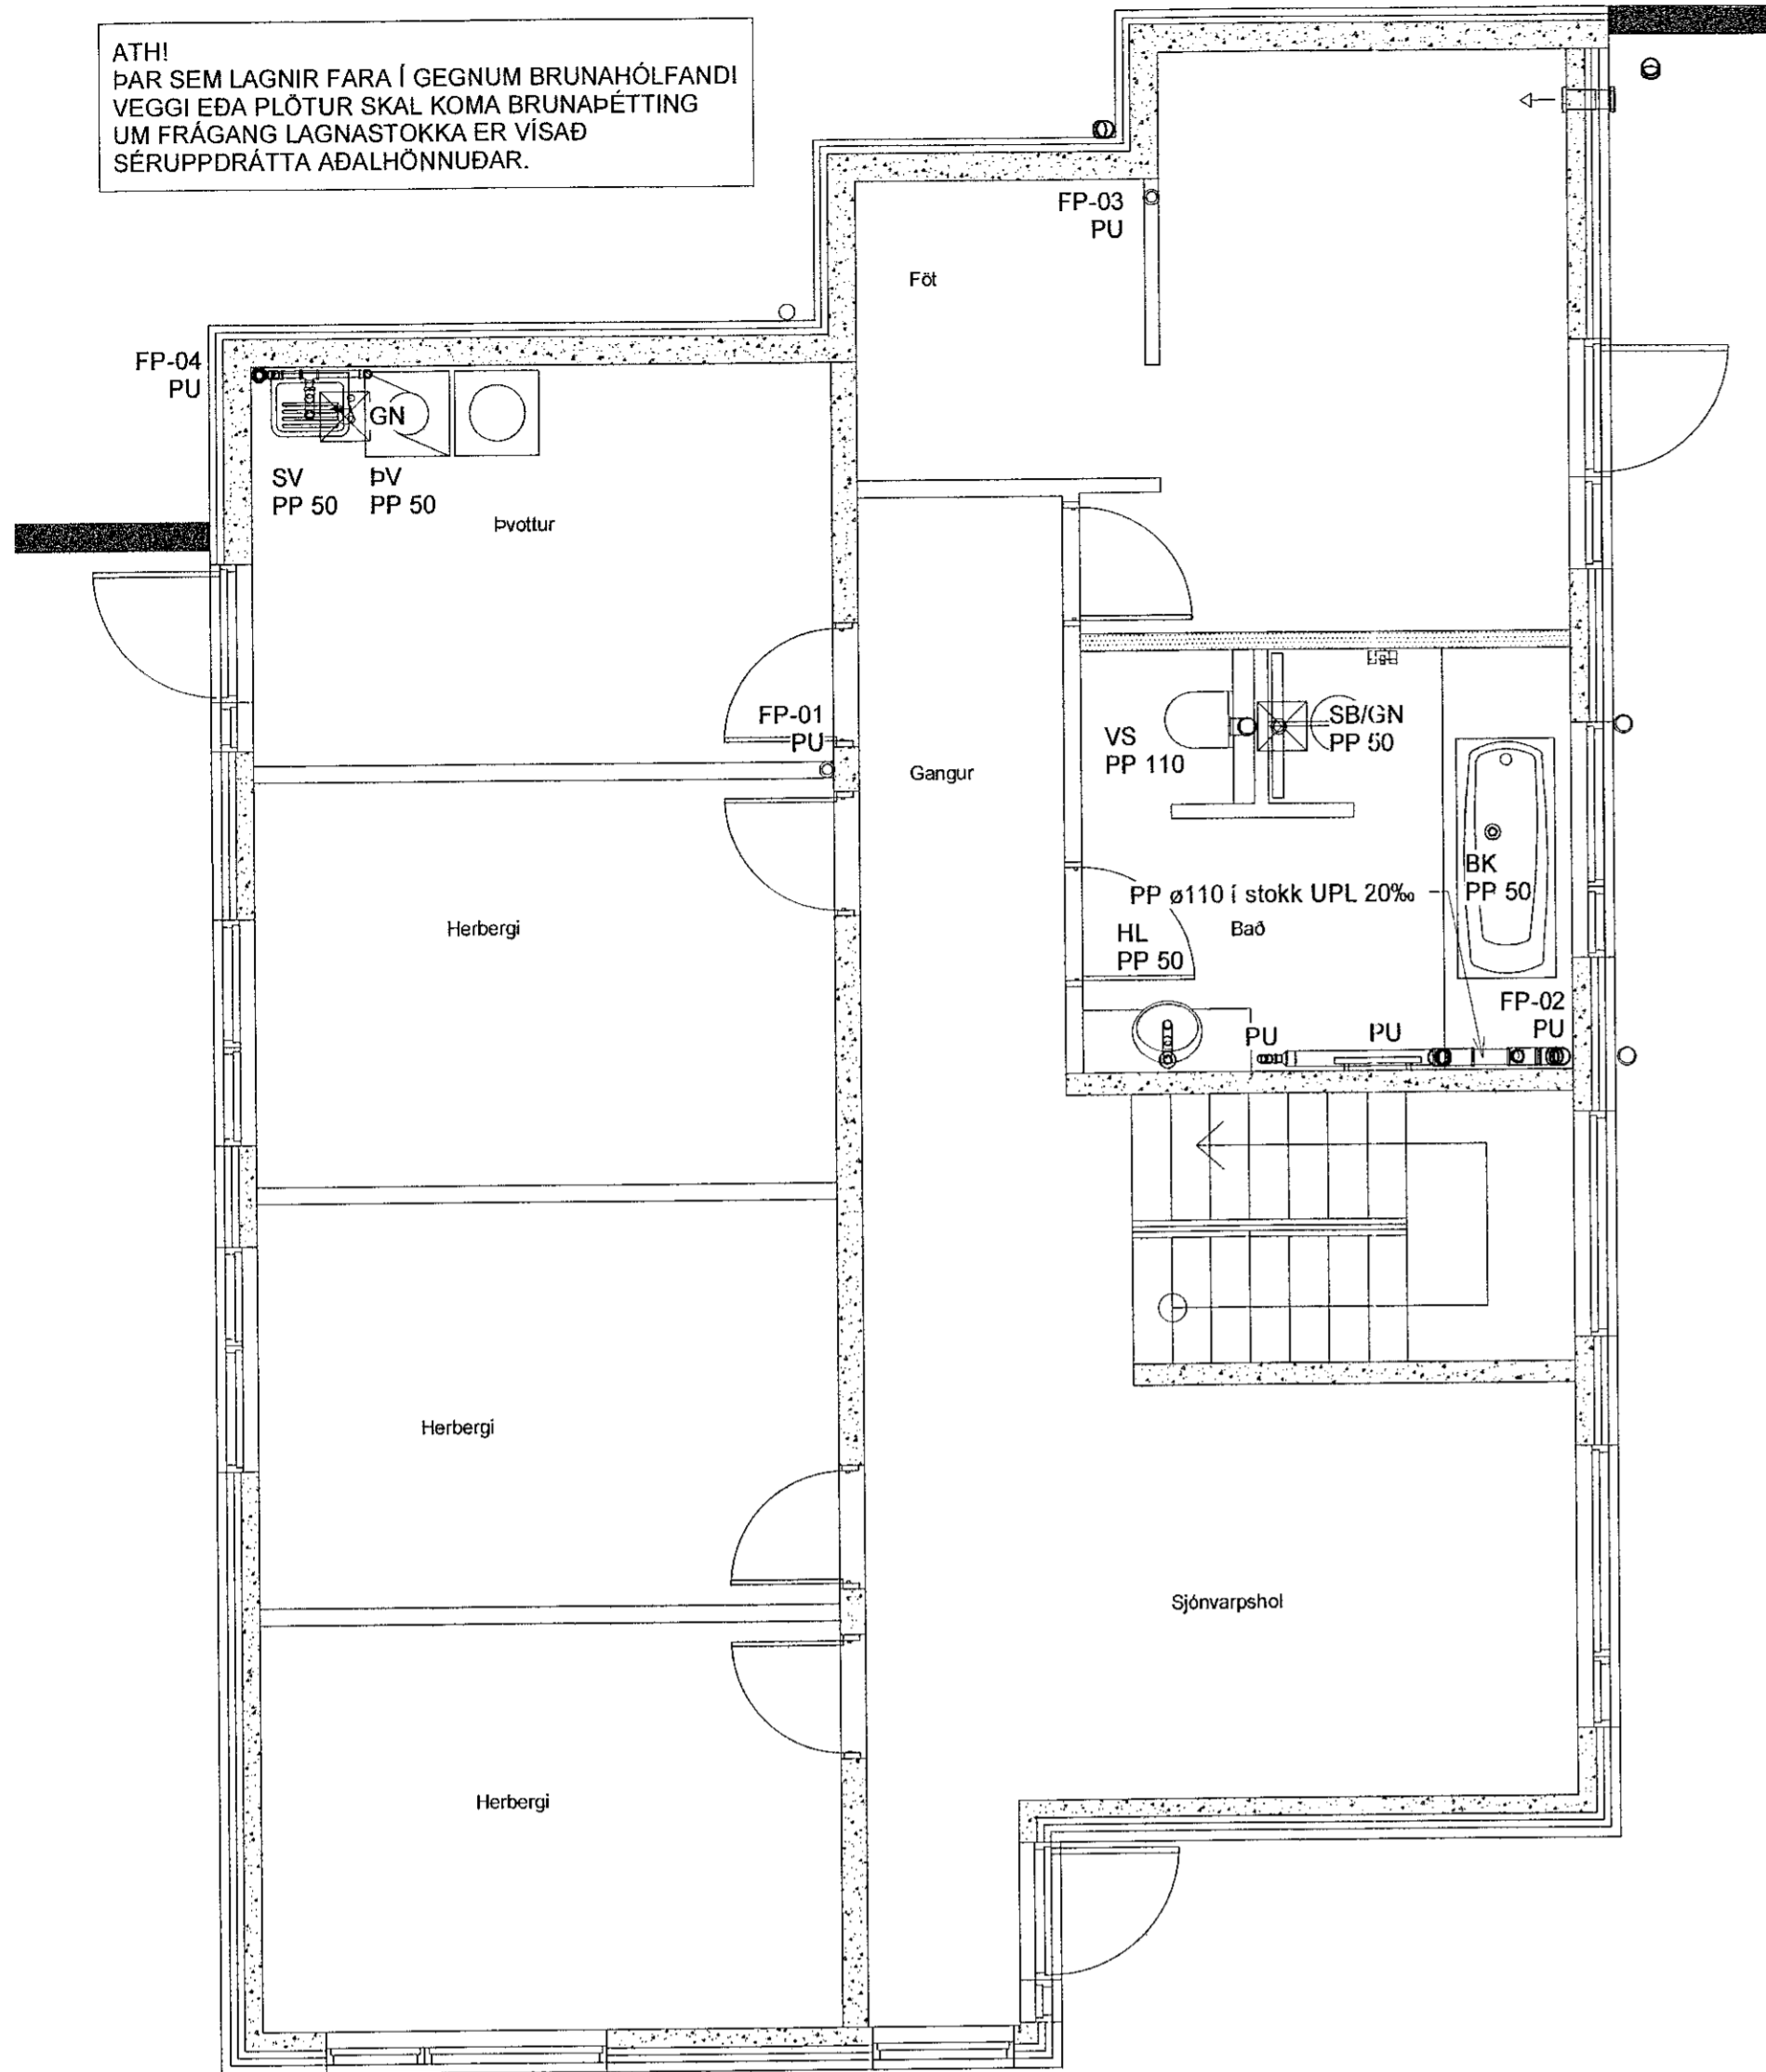 ATH!
ÞAR SEM LAGNIR FARA Í GEGNUM BRUNAHÓLFANDI
VEGGI EÐA PLÖTUR SKAL KOMA BRUNAÞÉTTING
UM FRÁGANG LAGNASTOKKA ER VÍSAÐ
SÉRUPPDRÁTTA AÐALHÖNNUÐAR.
FP-03
PU
Föt
FP-04
PU
GN
SV
PP 50
ÞV
PP 50
Þvottur
FP-01
PU
VS
PP 110
SB/GN
PP 50
Gangur
BK
PP 50
PP ø110 í stokk UPL 20‰
Herbergi
HL
PP 50
Bað
FP-02
PU
PU
PU
Herbergi
Sjónvarpshol
Herbergi